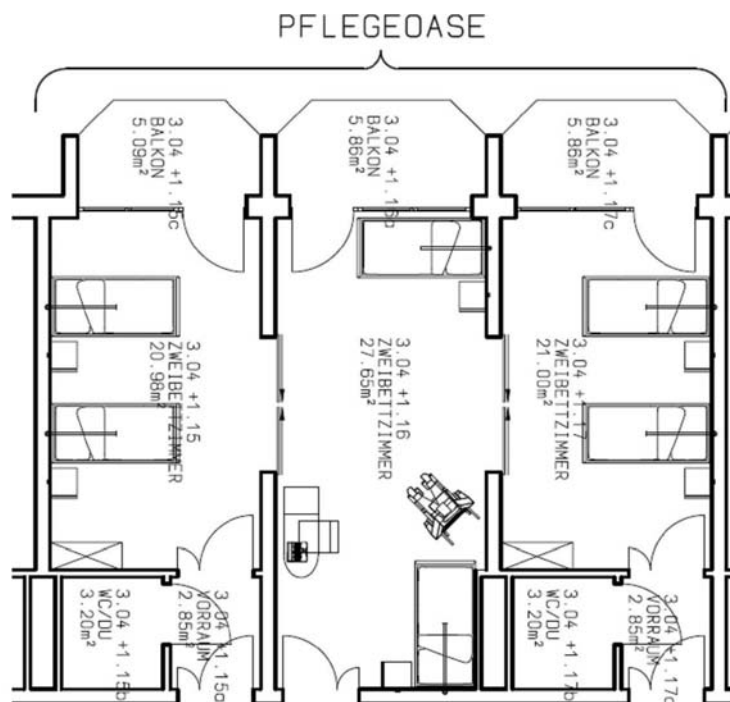 PFLEGEOASE
3.04 +1.15c
BALKON
5.09m²
3.04 +1.16a
BALKON
5.86m²
3.04 +1.17c
BALKON
5.86m²
3.04 +1.15
ZWEIBETTZIMMER
20.98m²
3.04 +1.16
ZWEIBETTZIMMER
27.65m²
3.04 +1.17
ZWEIBETTZIMMER
21.00m²
3.04 +1.15b
WC/DU
3.20m²
3.04 +1.15a
VORRAUM
2.85m²
3.04 +1.17b
WC/DU
3.20m²
3.04 +1.17a
VORRAUM
2.85m²